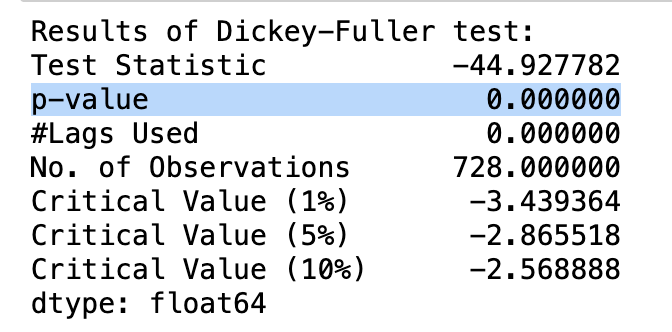 Results of Dickey-Fuller test:
Test Statistic -44.927782
p-value 0.000000
#Lags Used 0.000000
No. of Observations 728.000000
Critical Value (1%) -3.439364
Critical Value (5%) -2.865518
Critical Value (10%) -2.568888
dtype: float64